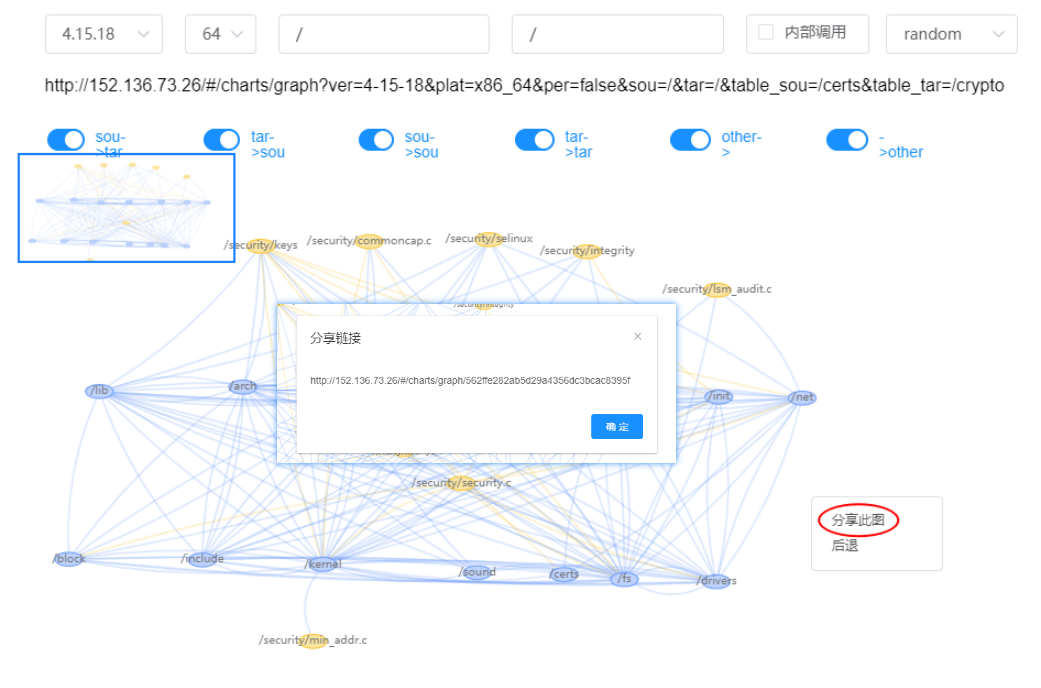 4.15.18
64
/
/
内部调用
random
http://152.136.73.26/#/charts/graph?ver=4-15-18&plat=x86_64&per=false&sou=/&tar=/&table_sou=/certs&table_tar=/crypto
sou-
>tar
tar-
>sou
sou-
>sou
tar-
>tar
other-
>
-
>other
/security/keys
/security/commoncap.c
/security/selinux
/security/integrity
/security/lsm_audit.c
/security/integrity
分享链接
http://152.136.73.26/#/charts/graph/562ffe282ab5d29a4356dc3bcac8395f
确 定
/lib
/arch
/init
/net
/security/security.c
分享此图
后退
/block
/include
/kernel
/sound
/certs
/fs
/drivers
/security/min_addr.c